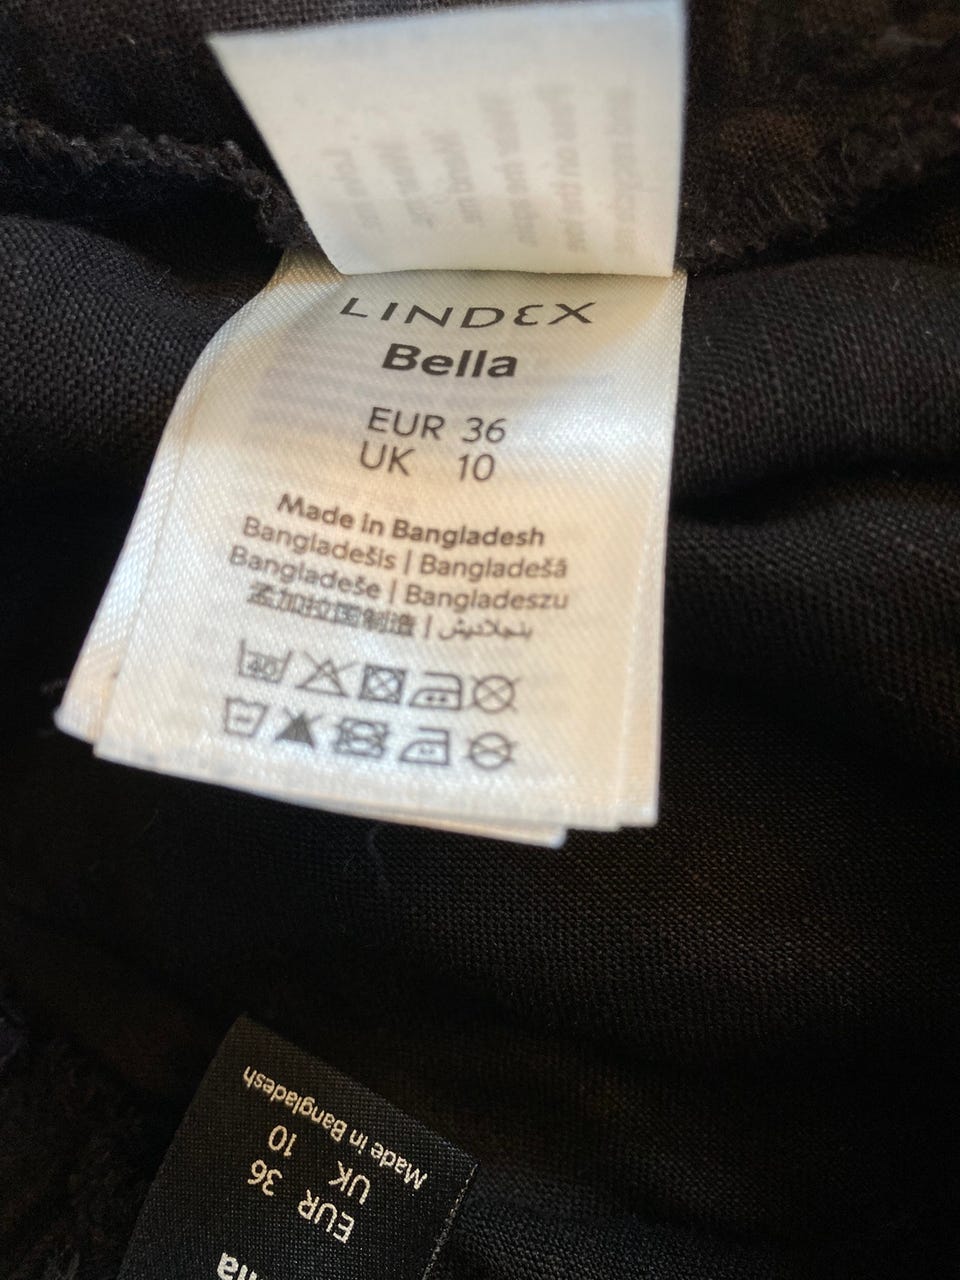 LINDEX
Bella
EUR 36
UK 10
Made in Bangladesh
Bangladešis | Bangladešā
Bangladeše | Bangladeszu
孟加拉国制造 | بنجلاديش
40
Made in Bangladesh
UK 10
EUR 36